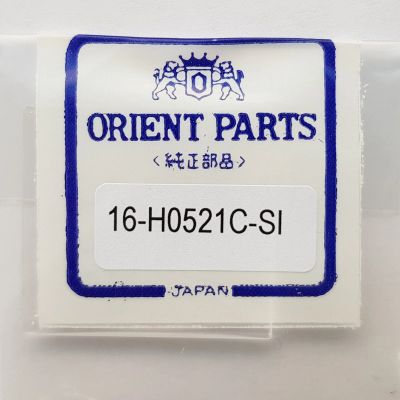 O
ORIENT PARTS
〈純正部品〉
16-H0521C-SI
JAPAN